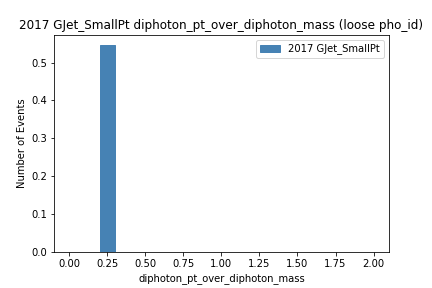 2017 GJet_SmallPt diphoton_pt_over_diphoton_mass (loose pho_id)
2017 GJet_SmallPt
Number of Events
0.5
0.4
0.3
0.2
0.1
0.0
0.00 0.25 0.50 0.75 1.00 1.25 1.50 1.75 2.00
diphoton_pt_over_diphoton_mass